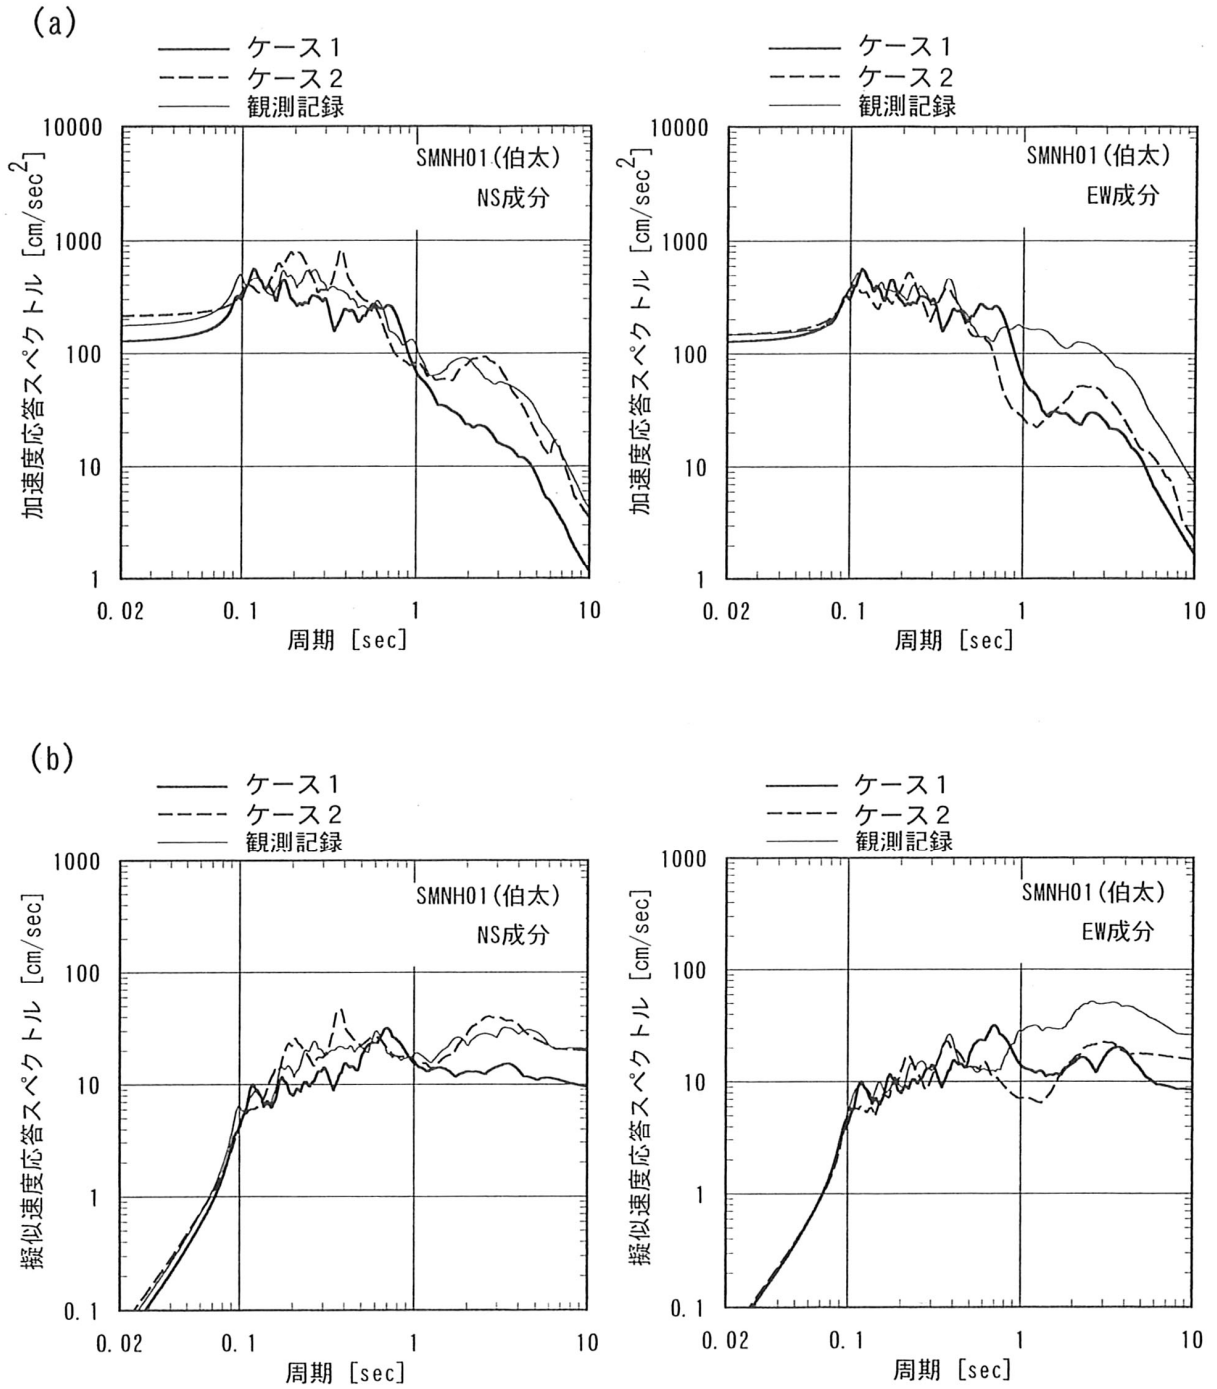 (a)
ケース1
ケース2
観測記録
10000
1000
100
10
1
加速度応答スペクトル [cm/sec2]
SMNH01(伯太)
NS成分
0.02
0.1
1
10
周期 [sec]
ケース1
ケース2
観測記録
10000
1000
100
10
1
加速度応答スペクトル [cm/sec2]
SMNH01(伯太)
EW成分
0.02
0.1
1
10
周期 [sec]
(b)
ケース1
ケース2
観測記録
1000
100
10
1
0.1
擬似速度応答スペクトル [cm/sec]
SMNH01(伯太)
NS成分
0.02
0.1
1
10
周期 [sec]
ケース1
ケース2
観測記録
1000
100
10
1
0.1
擬似速度応答スペクトル [cm/sec]
SMNH01(伯太)
EW成分
0.02
0.1
1
10
周期 [sec]